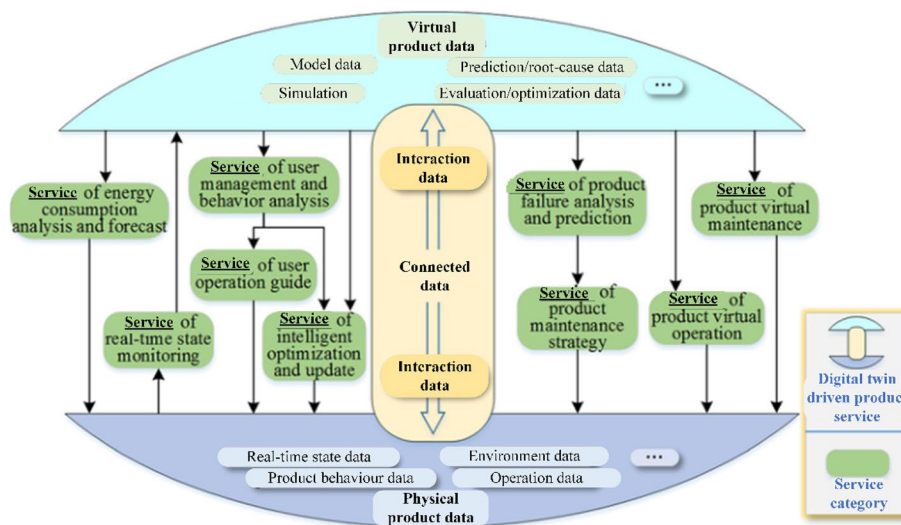 Virtual
product data
Model data
Prediction/root-cause data
Simulation
Evaluation/optimization data
...
Interaction
data
Service of energy
consumption
analysis and forecast
Service of user
management and
behavior analysis
Service of user
operation guide
Service of
real-time state
monitoring
Service of
intelligent
optimization
and update
Connected
data
Interaction
data
Service of product
failure analysis
and prediction
Service of
product virtual
maintenance
Service of
product
maintenance
strategy
Service of
product virtual
operation
Real-time state data
Environment data
...
Product behaviour data
Operation data
Physical
product data
Digital twin
driven product
service
Service
category